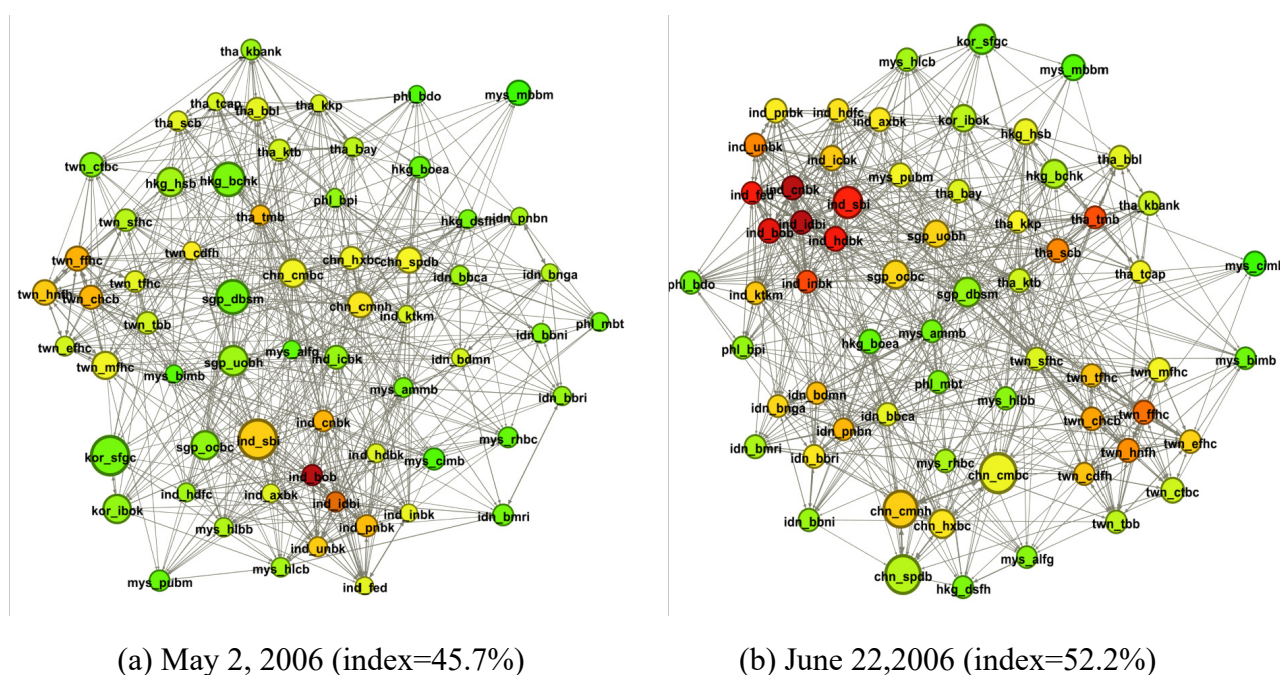 tha_kbank
mys_mbbm
phl_bdo
tha_tcap
tha_bbl
tha_kkp
tha_scb
tha_ktb
tha_bay
twn_ctbc
hkg_hsb
hkg_bchk
hkg_boea
phl_bpi
twn_sfhc
tha_tmb
hkg_dsfh
idn_pnbn
twn_ffhc
twn_cdfh
chn_cmbc
chn_hxbc
chn_spdb
idn_bbca
idn_bnga
twn_hnfh
twn_chcb
twn_tfhc
sgp_dbsm
chn_cmnh
ind_ktkm
twn_tbb
phl_mbt
idn_bbni
twn_efhc
twn_mfhc
mys_bimb
sgp_uobh
mys_alfg
ind_icbk
idn_bdmn
mys_ammb
idn_bbri
ind_cnbk
kor_sfgc
sgp_ocbc
ind_sbi
ind_hdbk
mys_cimb
mys_rhbc
ind_bob
ind_hdfc
ind_axbk
ind_idbi
kor_ibok
mys_hlbb
ind_pnbk
ind_inbk
idn_bmri
ind_unbk
mys_pubm
mys_hlcb
ind_fed
kor_sfgc
mys_hlcb
mys_mbbm
ind_pnbk
ind_hdfc
ind_axbk
kor_ibok
hkg_hsb
ind_unbk
ind_icbk
tha_bbl
mys_pubm
hkg_bchk
ind_fed
ind_cnbk
ind_sbi
tha_bay
tha_kbank
ind_bob
ind_idbi
ind_hdbk
sgp_uobh
tha_kkp
tha_tmb
tha_scb
phl_bdo
ind_ktkm
ind_inbk
sgp_ocbc
sgp_dbsm
tha_ktb
tha_tcap
mys_cimb
phl_bpi
hkg_boea
mys_ammb
twn_sfhc
mys_bimb
phl_mbt
twn_tfhc
twn_mfhc
idn_bnga
idn_bdmn
idn_bbca
mys_hlbb
twn_chcb
twn_ffhc
idn_pnbn
idn_bmri
idn_bbri
mys_rhbc
chn_cmbc
twn_cdfh
twn_hnfh
twn_efhc
twn_ctbc
idn_bbni
chn_cmnh
chn_hxbc
twn_tbb
chn_spdb
hkg_dsfh
mys_alfg
(a) May 2, 2006 (index=45.7%)
(b) June 22,2006 (index=52.2%)